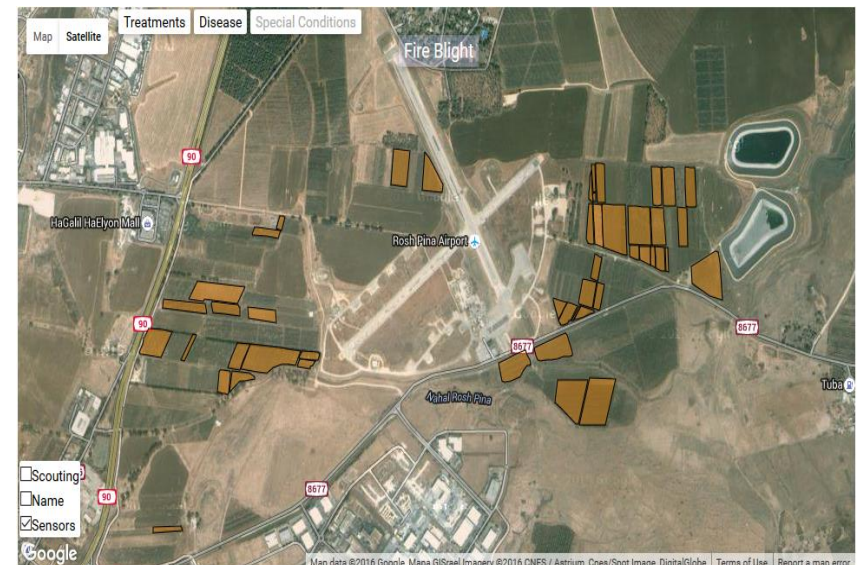 Map Satellite
Treatments Disease Special Conditions
Fire Blight
90
HaGalil HaElyon Mall
Rosh Pina Airport
90
8677
8677
Tuba
Nahal Rosh Pina
Scouting
Name
Sensors
90
8677
Google
Map data ©2016 Google, Mapa GISrael Imagery ©2016 CNES / Astrium, Cnes/Spot Image, DigitalGlobe Terms of Use Report a map error